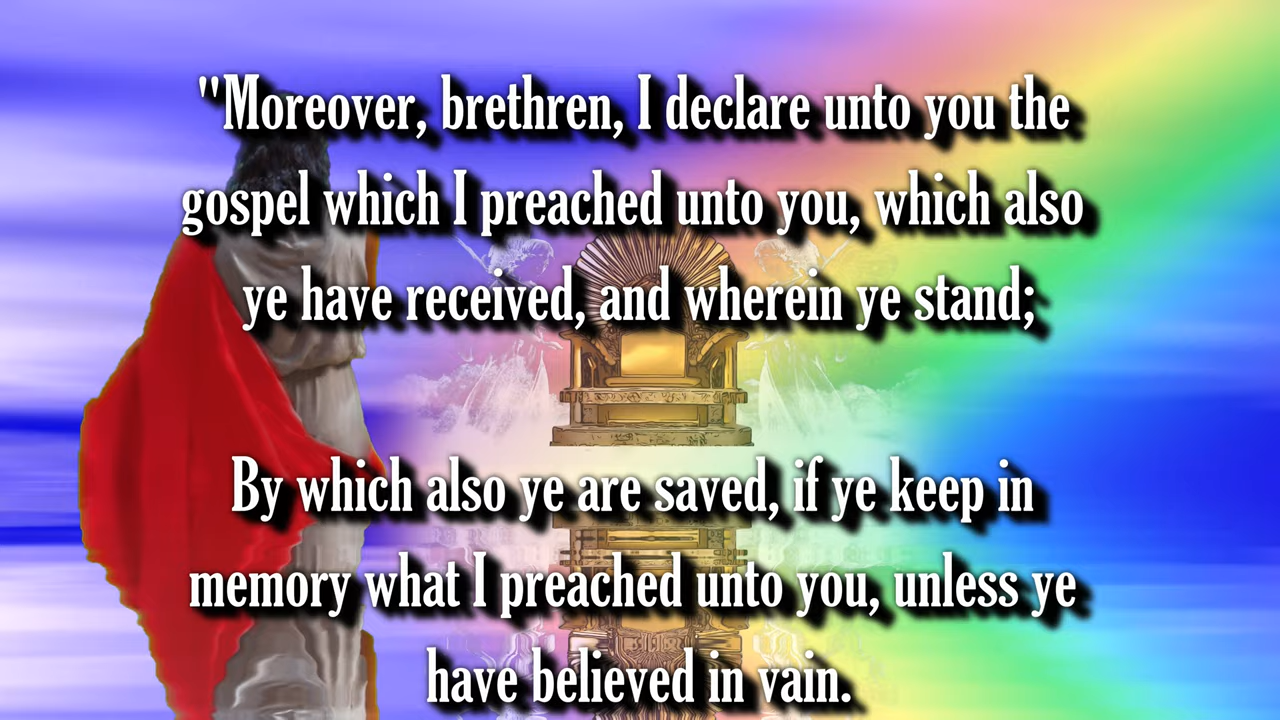 "Moreover, brethren, I declare unto you the
gospel which I preached unto you, which also
ye have received, and wherein ye stand;
By which also ye are saved, if ye keep in
memory what I preached unto you, unless ye
have believed in vain.